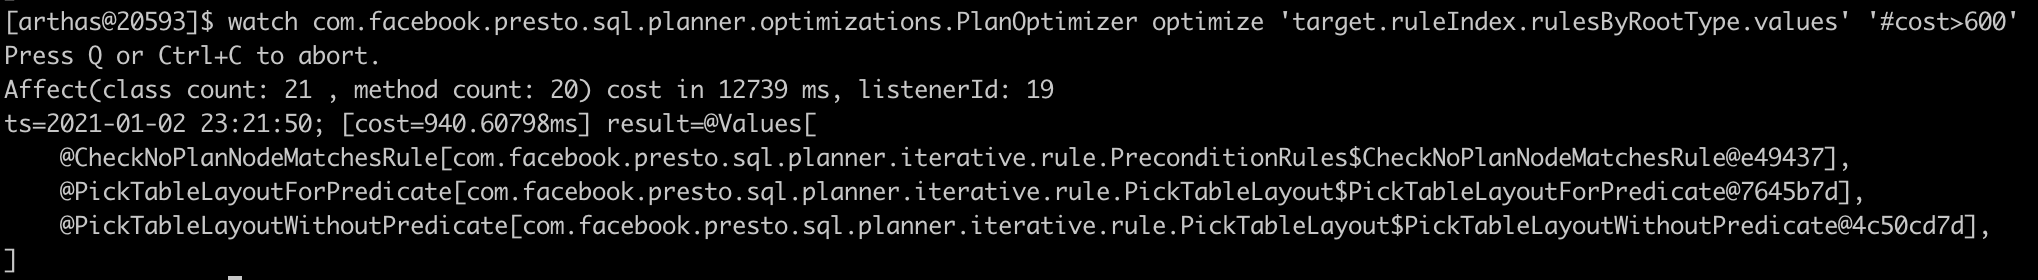 [arthas@20593]$ watch com.facebook.presto.sql.planner.optimizations.PlanOptimizer optimize 'target.ruleIndex.rulesByRootType.values' '#cost>600'
Press Q or Ctrl+C to abort.
Affect(class count: 21 , method count: 20) cost in 12739 ms, listenerId: 19
ts=2021-01-02 23:21:50; [cost=940.60798ms] result=@Values[
    @CheckNoPlanNodeMatchesRule[com.facebook.presto.sql.planner.iterative.rule.PreconditionRules$CheckNoPlanNodeMatchesRule@e49437],
    @PickTableLayoutForPredicate[com.facebook.presto.sql.planner.iterative.rule.PickTableLayout$PickTableLayoutForPredicate@7645b7d],
    @PickTableLayoutWithoutPredicate[com.facebook.presto.sql.planner.iterative.rule.PickTableLayout$PickTableLayoutWithoutPredicate@4c50cd7d],
]